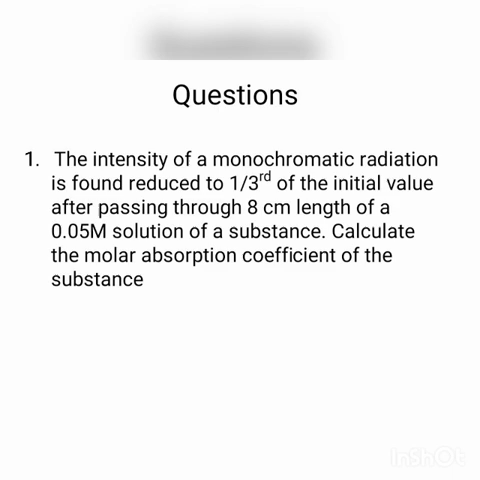 Questions
Questions
1. The intensity of a monochromatic radiation
is found reduced to 1/3rd of the initial value
after passing through 8 cm length of a
0.05M solution of a substance. Calculate
the molar absorption coefficient of the
substance
InShOt